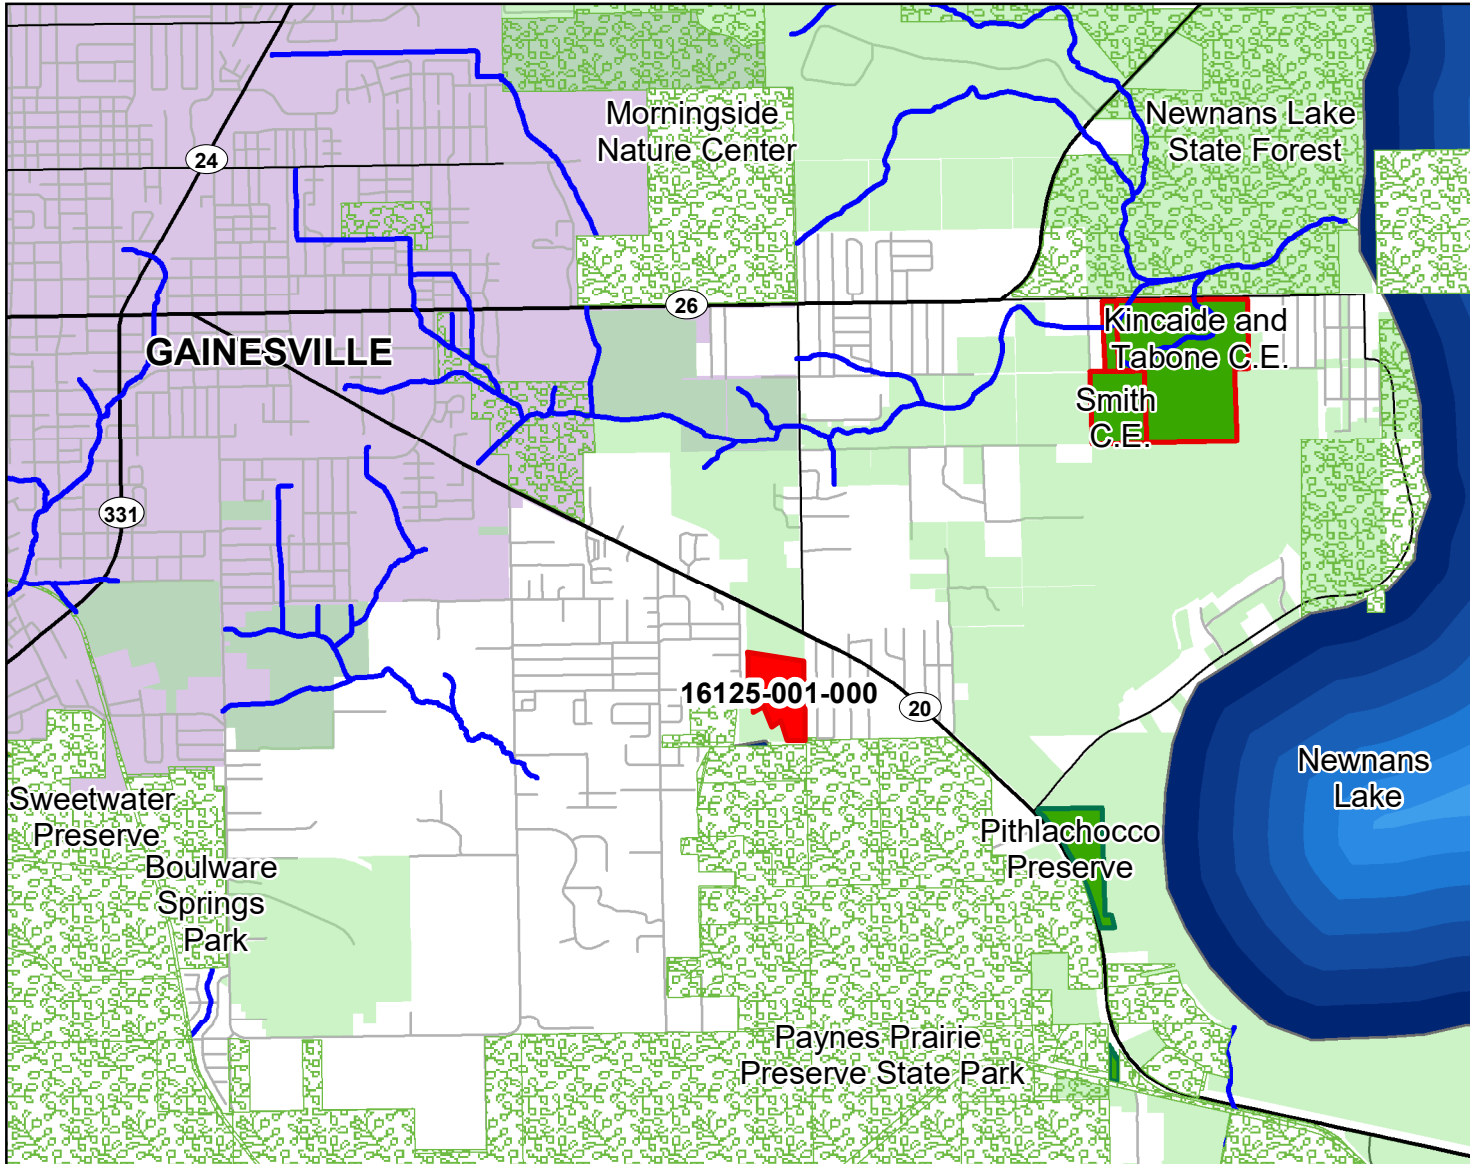 Morningside
Nature Center
Newnans Lake
State Forest
24
26
Kincaide and
Tabone C.E.
GAINESVILLE
Smith
C.E.
331
16125-001-000
20
Newnans
Lake
Sweetwater
Preserve
Pithlachocco
Preserve
Boulware
Springs
Park
Paynes Prairie
Preserve State Park